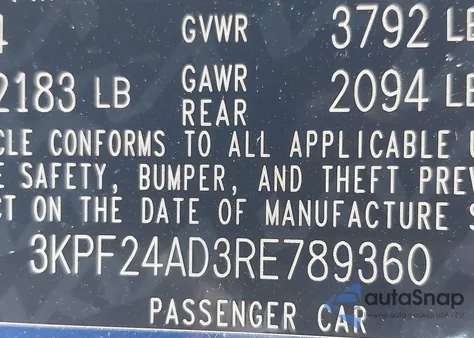 4 GVWR 3792 LB
2183 LB GAWR REAR 2094 LB
CLE CONFORMS TO ALL APPLICABLE U
E SAFETY, BUMPER, AND THEFT PREV
CT ON THE DATE OF MANUFACTURE S
3KPF24AD3RE789360
PASSENGER CAR
autoSnap